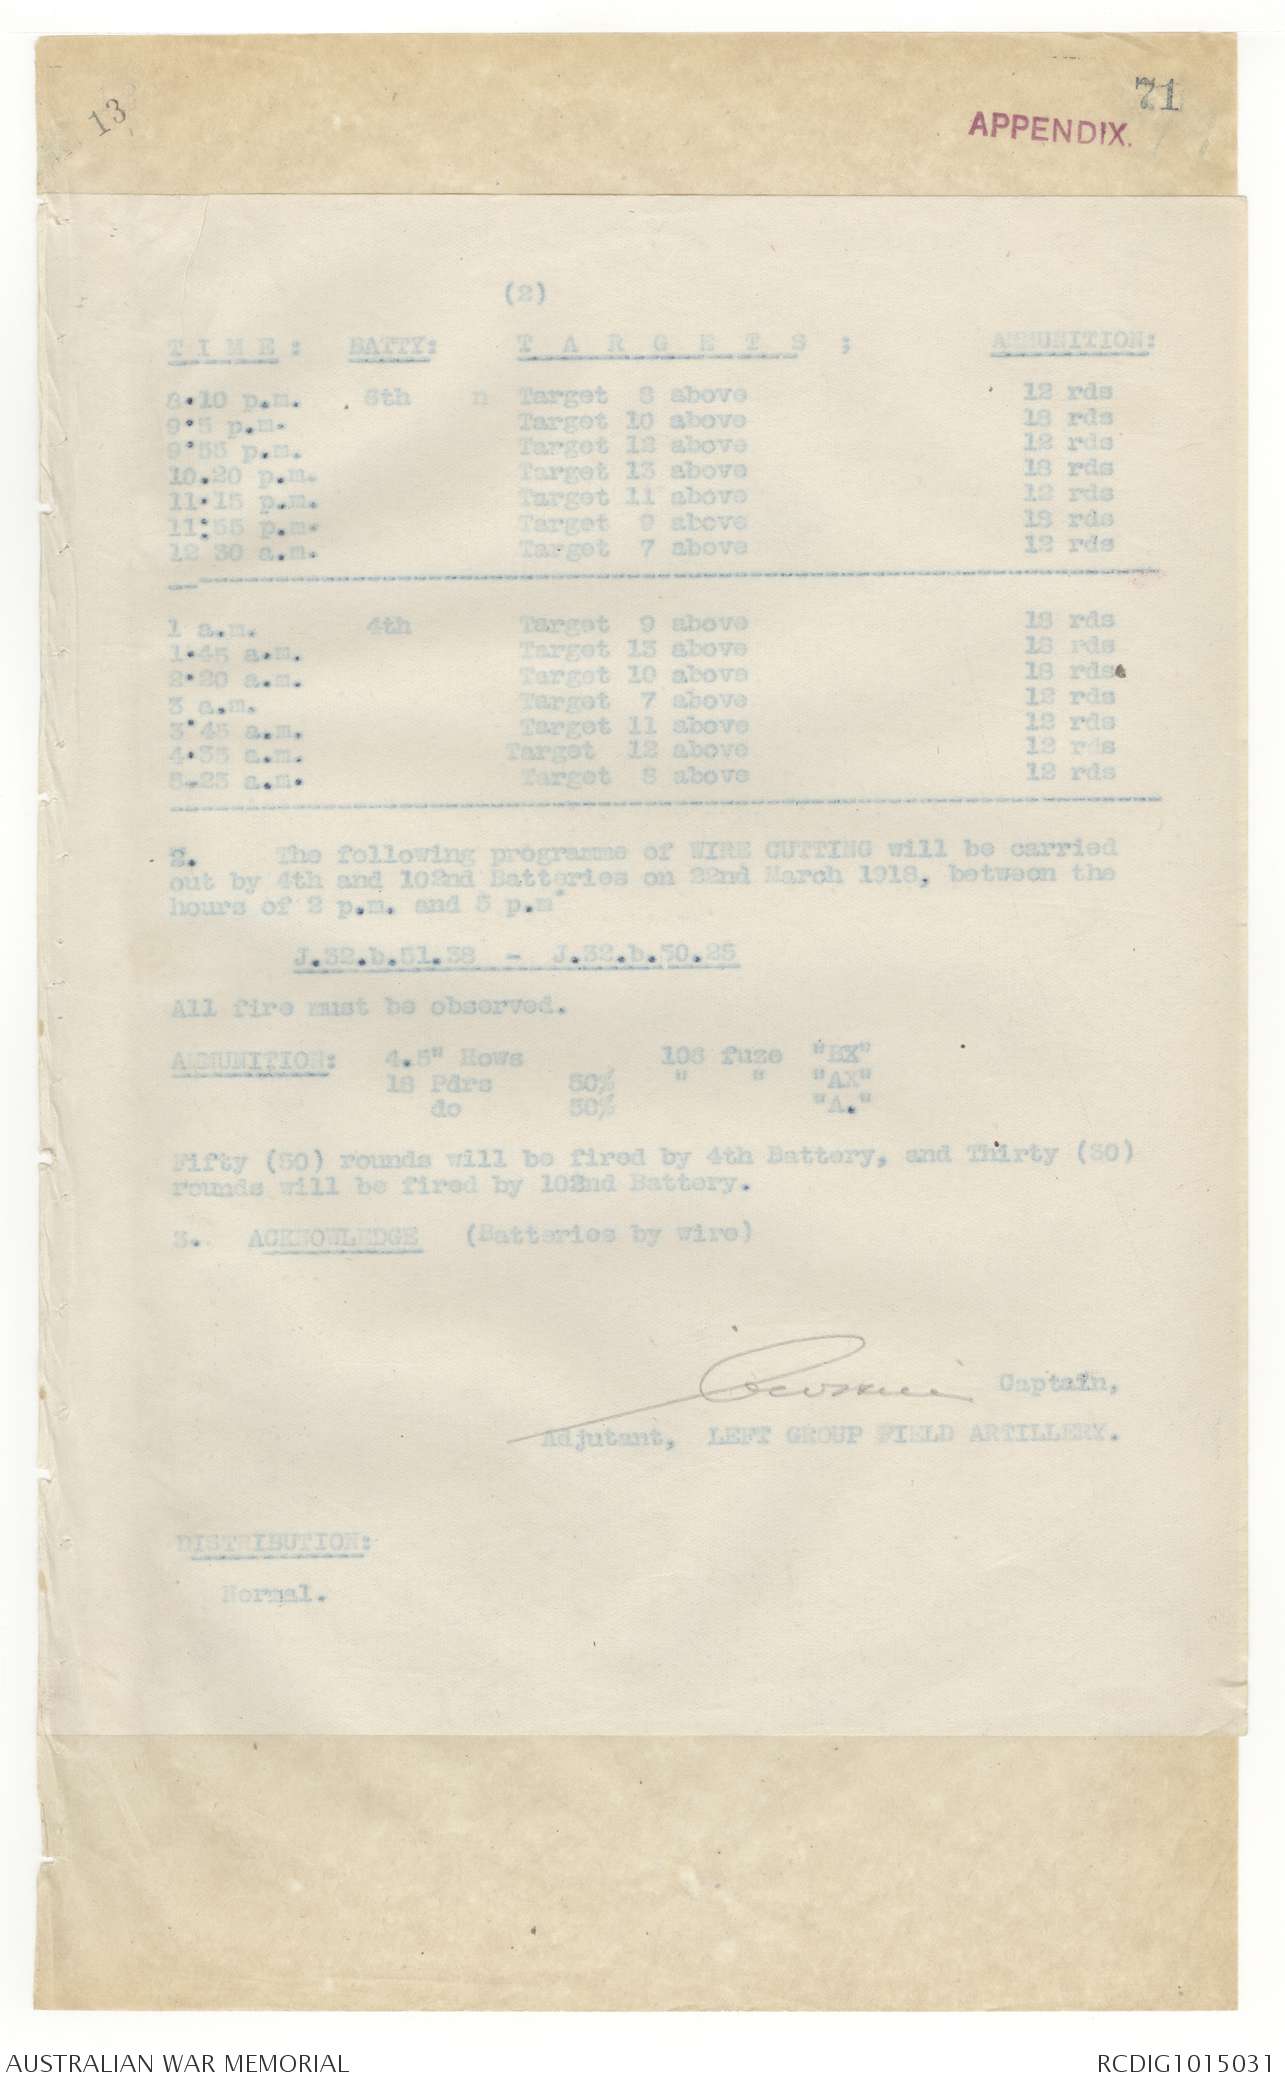 13
71
APPENDIX.
(2)
T I M E : BATTY: T A R G E T S ; AMMUNITION:
8.10 p.m. 6th n Target 8 above 12 rds
9.5 p.m. Target 10 above 18 rds
9.55 p.m. Target 12 above 12 rds
10.20 p.m. Target 13 above 18 rds
11.15 p.m. Target 11 above 12 rds
11:55 p.m. Target 9 above 18 rds
12 30 a.m. Target 7 above 12 rds
1 a.m. 4th Target 9 above 18 rds
1.45 a.m. Target 13 above 18 rds
2.20 a.m. Target 10 above 18 rds
3 a.m. Target 7 above 12 rds
3.45 a.m. Target 11 above 12 rds
4.35 a.m. Target 12 above 12 rds
5-25 a.m. Target 8 above 12 rds
2. The following programme of WIRE CUTTING will be carried
out by 4th and 102nd Batteries on 22nd March 1918, between the
hours of 2 p.m. and 5 p.m.
J.32.b.51.38 - J.32.b.50.25
All fire must be observed.
AMMUNITION: 4.5" Hows 106 fuze "BX"
18 Pdrs 50% " " "AX"
do 50% "A."
Fifty (50) rounds will be fired by 4th Battery, and Thirty (30)
rounds will be fired by 102nd Battery.
3. ACKNOWLEDGE (Batteries by wire)
Captain,
Adjutant, LEFT GROUP FIELD ARTILLERY.
DISTRIBUTION:
Normal.
AUSTRALIAN WAR MEMORIAL RCDIG1015031